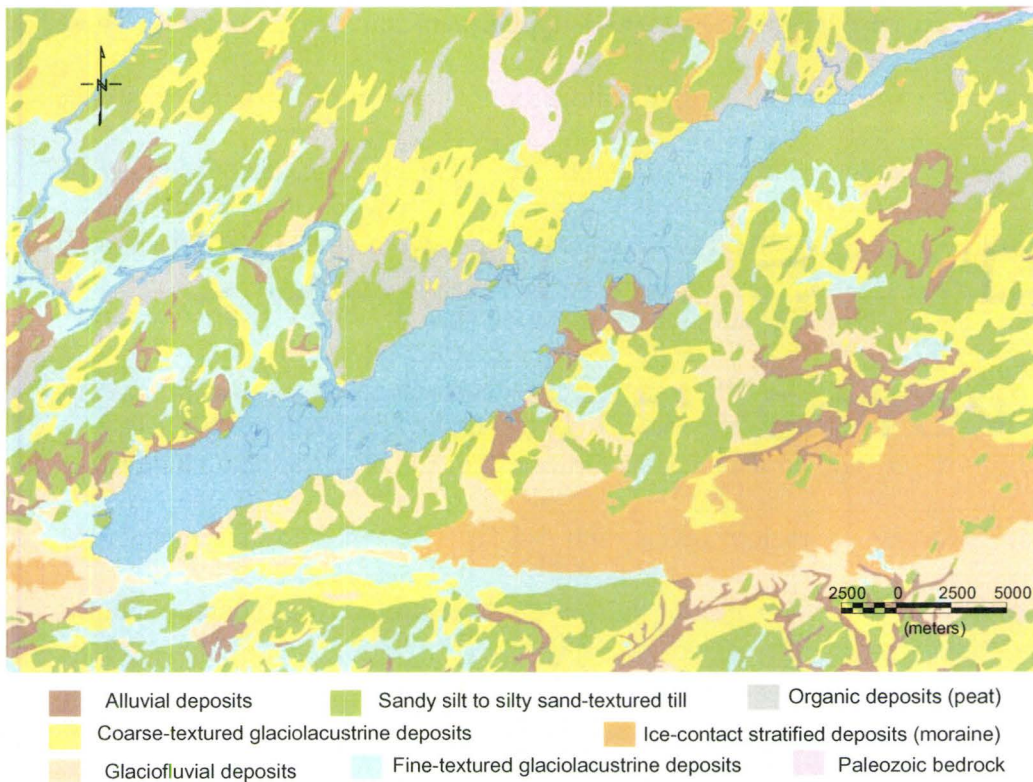 N
2500 0 2500 5000
(meters)
Alluvial deposits
Sandy silt to silty sand-textured till
Organic deposits (peat)
Coarse-textured glaciolacustrine deposits
Ice-contact stratified deposits (moraine)
Glaciofluvial deposits
Fine-textured glaciolacustrine deposits
Paleozoic bedrock